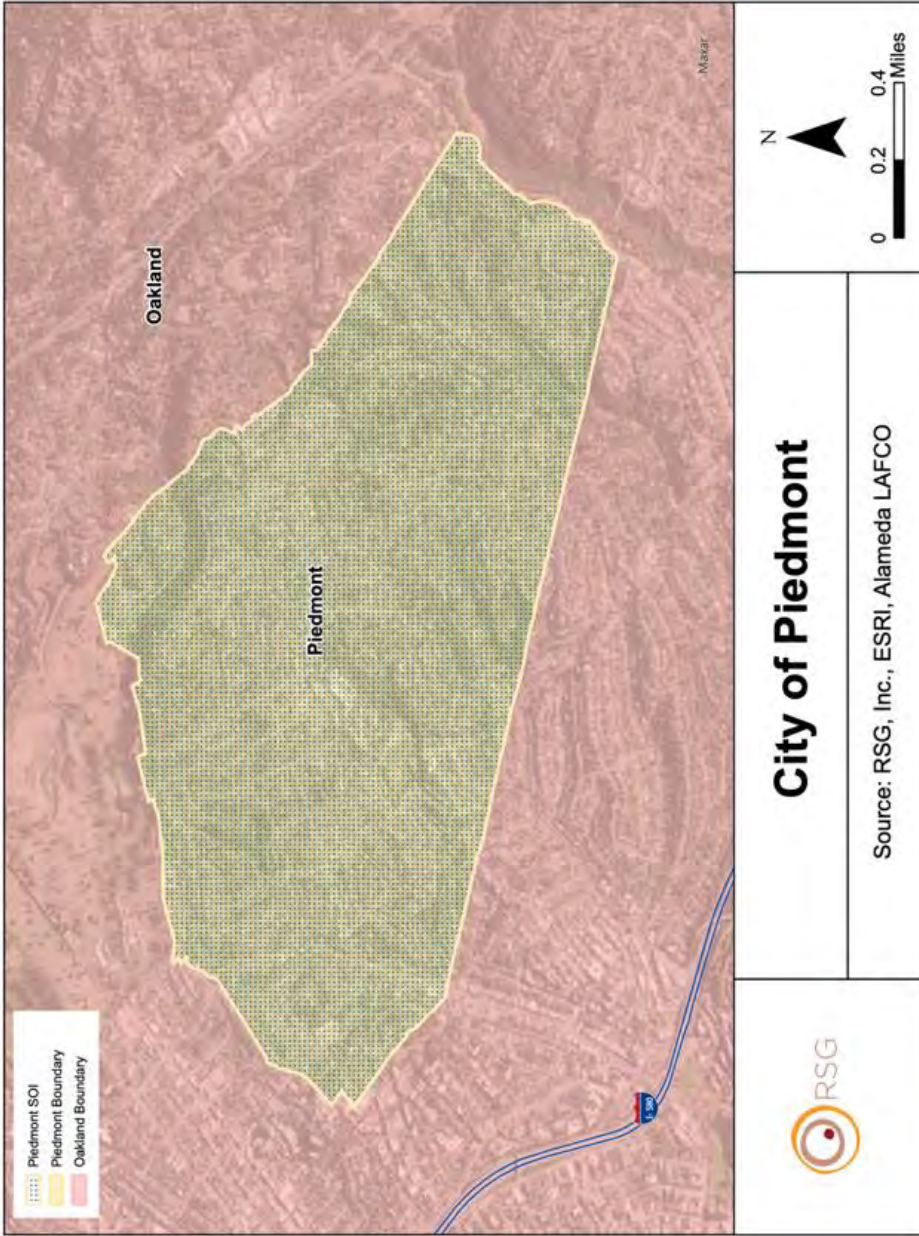 Piedmont SOI
Piedmont Boundary
Oakland Boundary
Oakland
Piedmont
Maxar
I-580
RSG
City of Piedmont
Source: RSG, Inc., ESRI, Alameda LAFCO
N
0 0.2 0.4
Miles